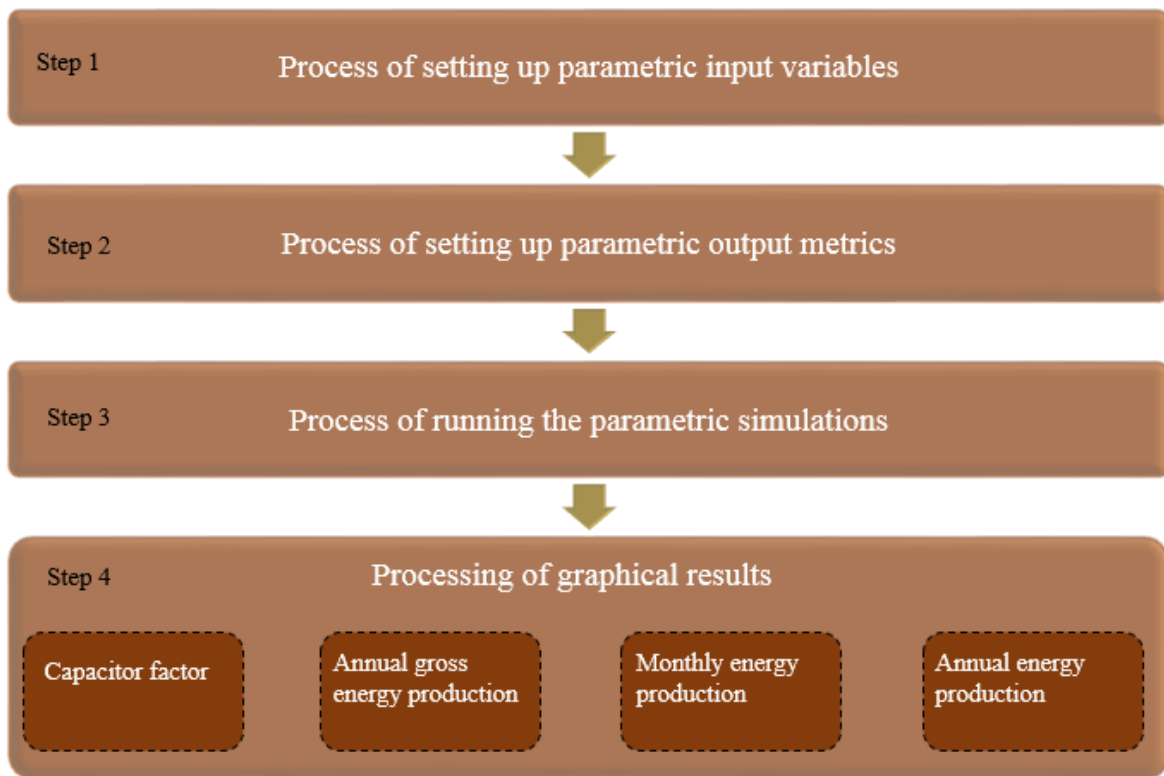 Step 1
Process of setting up parametric input variables
Step 2
Process of setting up parametric output metrics
Step 3
Process of running the parametric simulations
Step 4
Processing of graphical results
Capacitor factor
Annual gross
energy production
Monthly energy
production
Annual energy
production